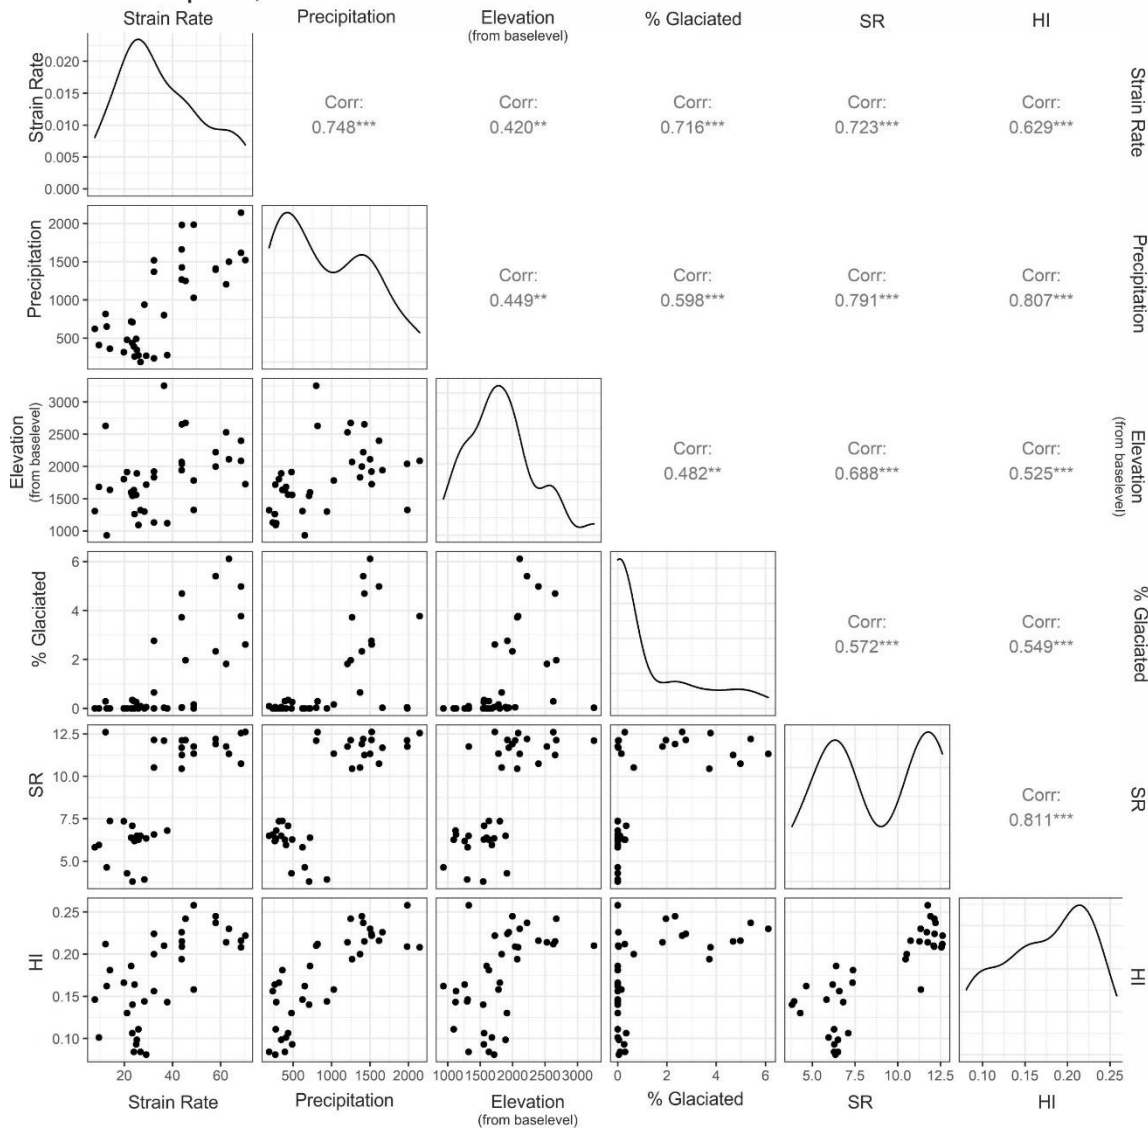 Strain Rate Precipitation Elevation % Glaciated SR HI
(from baselevel)
Strain Rate
0.020
0.015
0.010
0.005
0.000
Corr: Corr: Corr: Corr: Corr:
0.748*** 0.420** 0.716*** 0.723*** 0.629***
Strain Rate
Precipitation
2000
1500
1000
500
Corr: Corr: Corr: Corr:
0.449** 0.598*** 0.791*** 0.807***
Precipitation
Elevation
(from baselevel)
3000
2500
2000
1500
1000
Corr: Corr: Corr:
0.482** 0.688*** 0.525***
Elevation
(from baselevel)
% Glaciated
6
4
2
0
Corr: Corr:
0.572*** 0.549***
% Glaciated
SR
12.5
10.0
7.5
5.0
Corr:
0.811***
SR
HI
0.25
0.20
0.15
0.10
HI
20 40 60 500 1000 1500 2000 1000 1500 2000 2500 3000 0 2 4 6 5.0 7.5 10.0 12.5 0.10 0.15 0.20 0.25
Strain Rate Precipitation Elevation % Glaciated SR HI
(from baselevel)